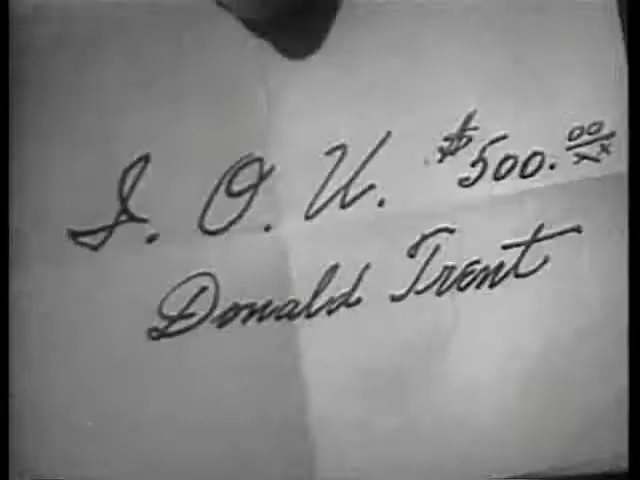 I. O. U. $500.00/xx
Donald Trent